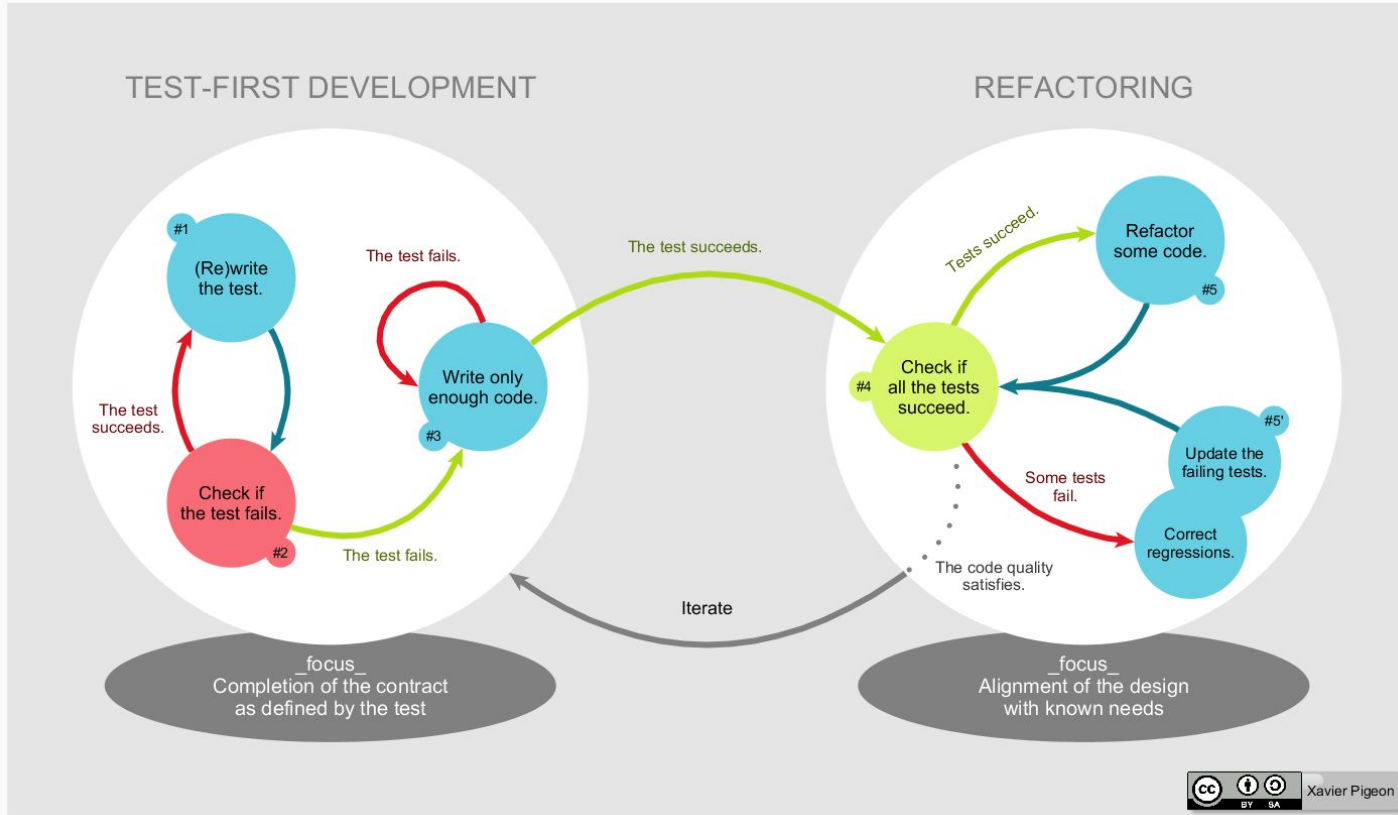 TEST-FIRST DEVELOPMENT
REFACTORING
#1
(Re)write
the test.
The test
succeeds.
Check if
the test fails.
#2
The test fails.
The test fails.
Write only
enough code.
#3
The test succeeds.
#4
Check if
all the tests
succeed.
Tests succeed.
Refactor
some code.
#5
Some tests
fail.
#5'
Update the
failing tests.
Correct
regressions.
The code quality
satisfies.
Iterate
_focus_
Completion of the contract
as defined by the test
_focus_
Alignment of the design
with known needs
cc
BY SA
Xavier Pigeon